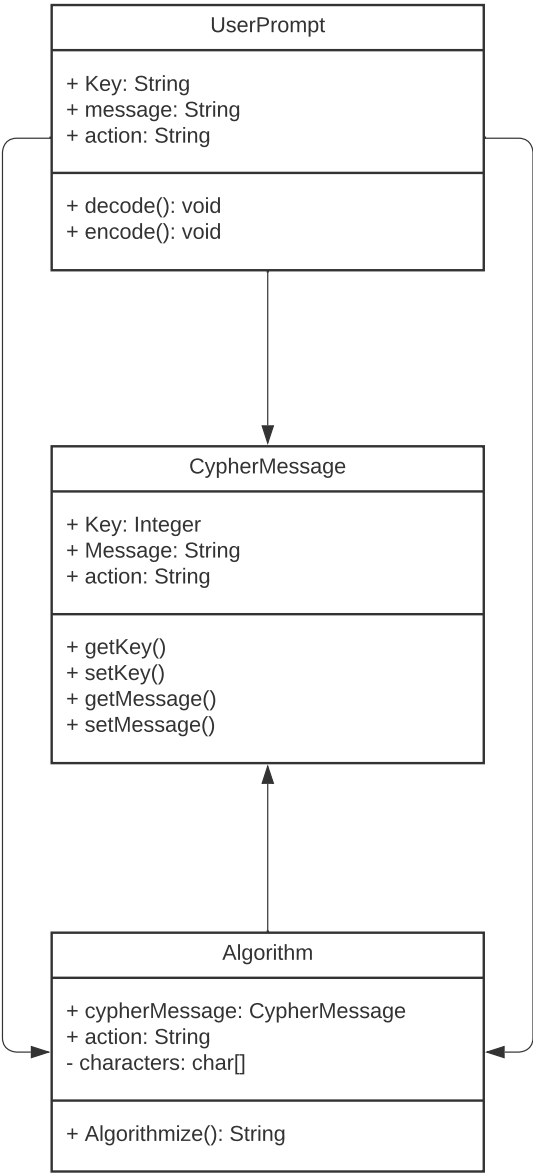 UserPrompt
+ Key: String
+ message: String
+ action: String
+ decode(): void
+ encode(): void
CypherMessage
+ Key: Integer
+ Message: String
+ action: String
+ getKey()
+ setKey()
+ getMessage()
+ setMessage()
Algorithm
+ cypherMessage: CypherMessage
+ action: String
- characters: char[]
+ Algorithmize(): String